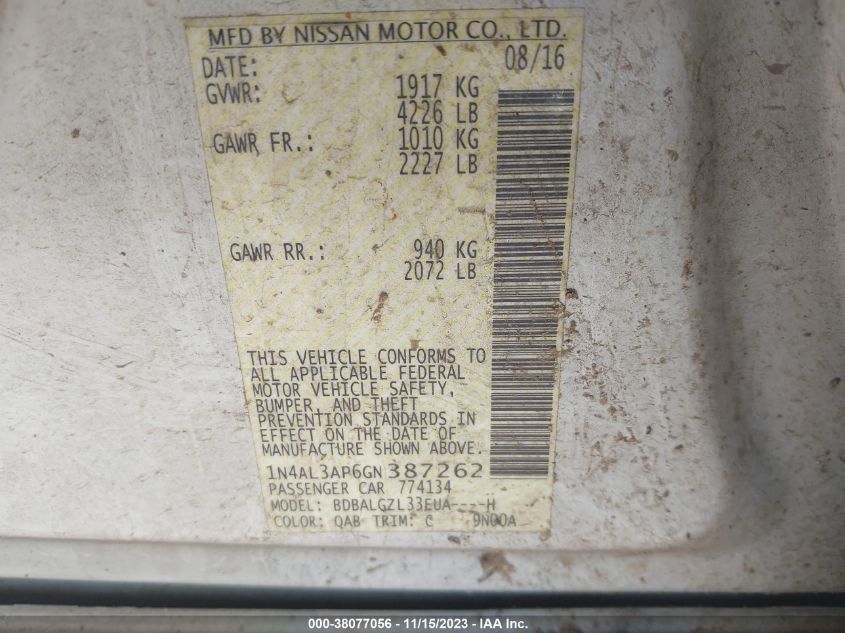 MFD BY NISSAN MOTOR CO., LTD.
DATE: 08/16
GVWR: 1917 KG
4226 LB
GAWR FR.: 1010 KG
2227 LB
GAWR RR.: 940 KG
2072 LB
THIS VEHICLE CONFORMS TO
ALL APPLICABLE FEDERAL
MOTOR VEHICLE SAFETY,
BUMPER, AND THEFT
PREVENTION STANDARDS IN
EFFECT ON THE DATE OF
MANUFACTURE SHOWN ABOVE.
1N4AL3AP6GN387262
PASSENGER CAR 774134
MODEL: BDBALGZL33EUA----H
COLOR: QAB TRIM: C 9N00A
000-38077056 - 11/15/2023 - IAA Inc.